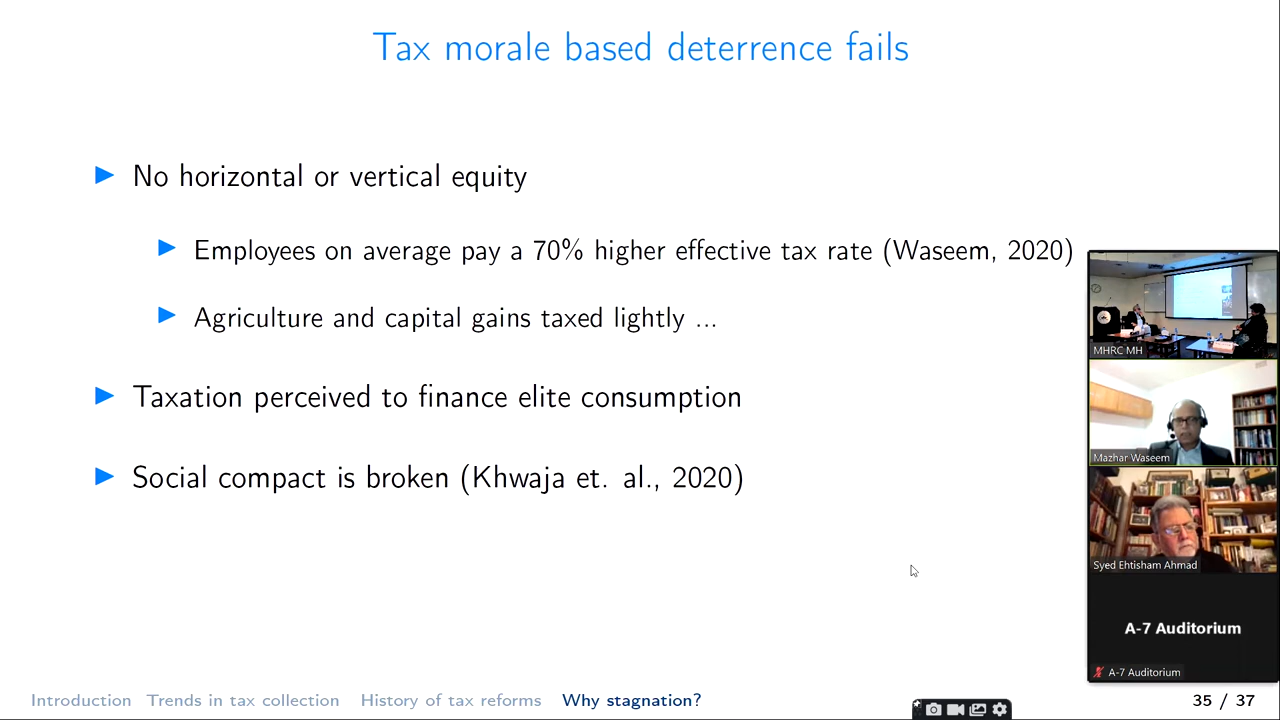 Tax morale based deterrence fails
No horizontal or vertical equity
Employees on average pay a 70% higher effective tax rate (Waseem, 2020)
Agriculture and capital gains taxed lightly ...
Taxation perceived to finance elite consumption
Social compact is broken (Khwaja et. al., 2020)
MHRC MH
Mazhar Waseem
Syed Ehtisham Ahmad
A-7 Auditorium
A-7 Auditorium
Introduction Trends in tax collection History of tax reforms Why stagnation? 35 / 37